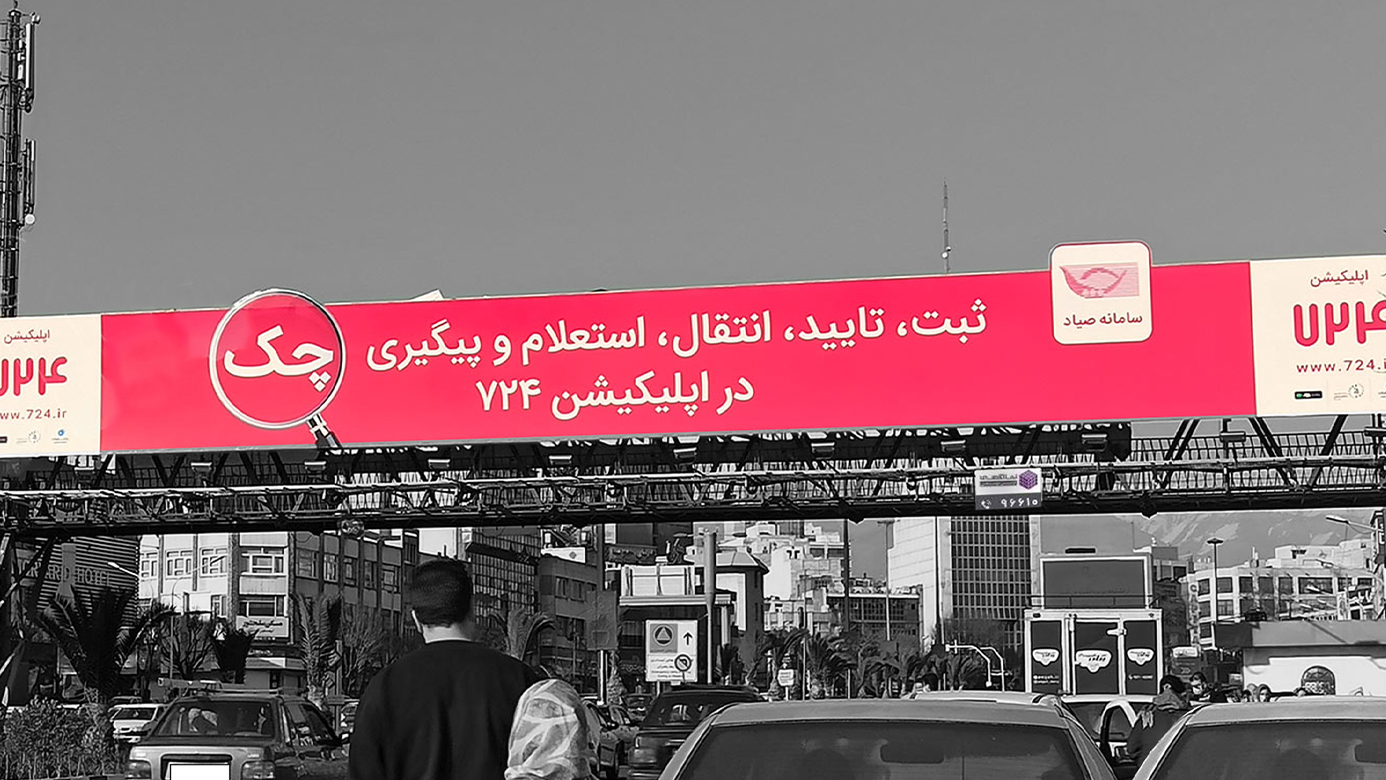 اپلیکیشن
۷۲۴
www.724.ir
چک
ثبت، تایید، انتقال، استعلام و پیگیری
در اپلیکیشن ۷۲۴
سامانه صیاد
اپلیکیشن
۷۲۴
www.724.i
۹۶۶۱۰